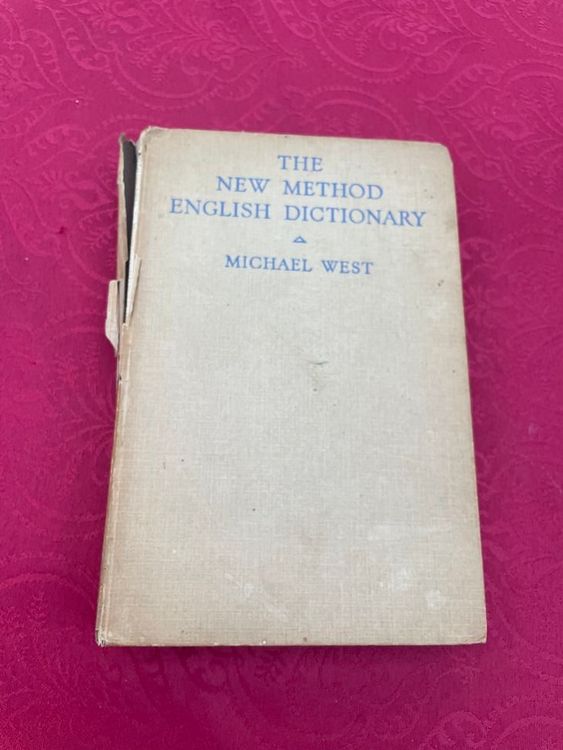 THE
NEW METHOD
ENGLISH DICTIONARY
MICHAEL WEST